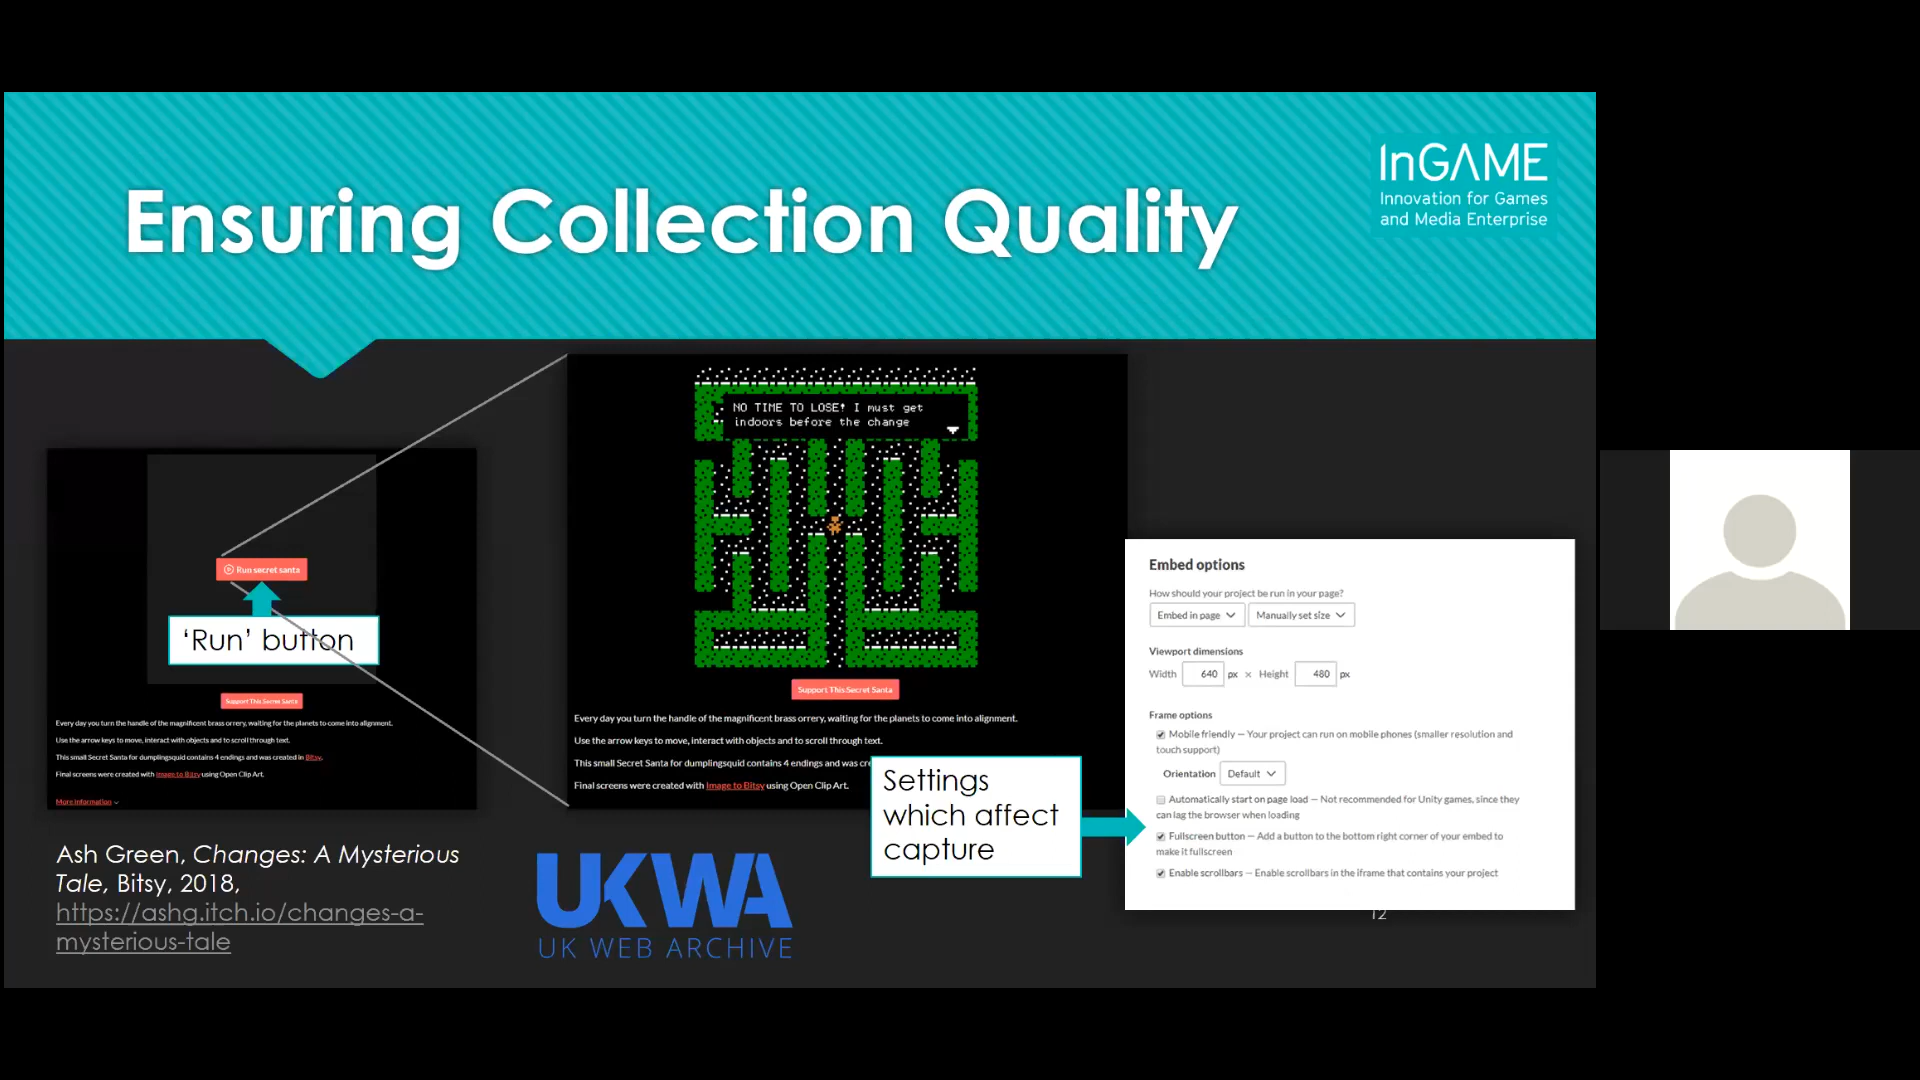 Ensuring Collection Quality
InGAME
Innovation for Games
and Media Enterprise
Run secret santa
'Run' button
Support This Secret Santa
Every day you turn the handle of the magnificent brass orrery, waiting for the planets to come into alignment.
Use the arrow keys to move, interact with objects and to scroll through text.
This small Secret Santa for dumplingsquid contains 4 endings and was created in Bitsy.
Final screens were created with Image to Bitsy using Open Clip Art.
More information
Ash Green, Changes: A Mysterious
Tale, Bitsy, 2018,
https://ashg.itch.io/changes-a-
mysterious-tale
NO TIME TO LOSE! I must get
indoors before the change
Support This Secret Santa
Every day you turn the handle of the magnificent brass orrery, waiting for the planets to come into alignment.
Use the arrow keys to move, interact with objects and to scroll through text.
This small Secret Santa for dumplingsquid contains 4 endings and was cre
Final screens were created with Image to Bitsy using Open Clip Art.
UKWA
UK WEB ARCHIVE
Settings
which affect
capture
Embed options
How should your project be run in your page?
Embed in page Manually set size
Viewport dimensions
Width 640 px × Height 480 px
Frame options
Mobile friendly — Your project can run on mobile phones (smaller resolution and
touch support)
Orientation Default
Automatically start on page load — Not recommended for Unity games, since they
can lag the browser when loading
Fullscreen button — Add a button to the bottom right corner of your embed to
make it fullscreen
Enable scrollbars — Enable scrollbars in the iframe that contains your project
12